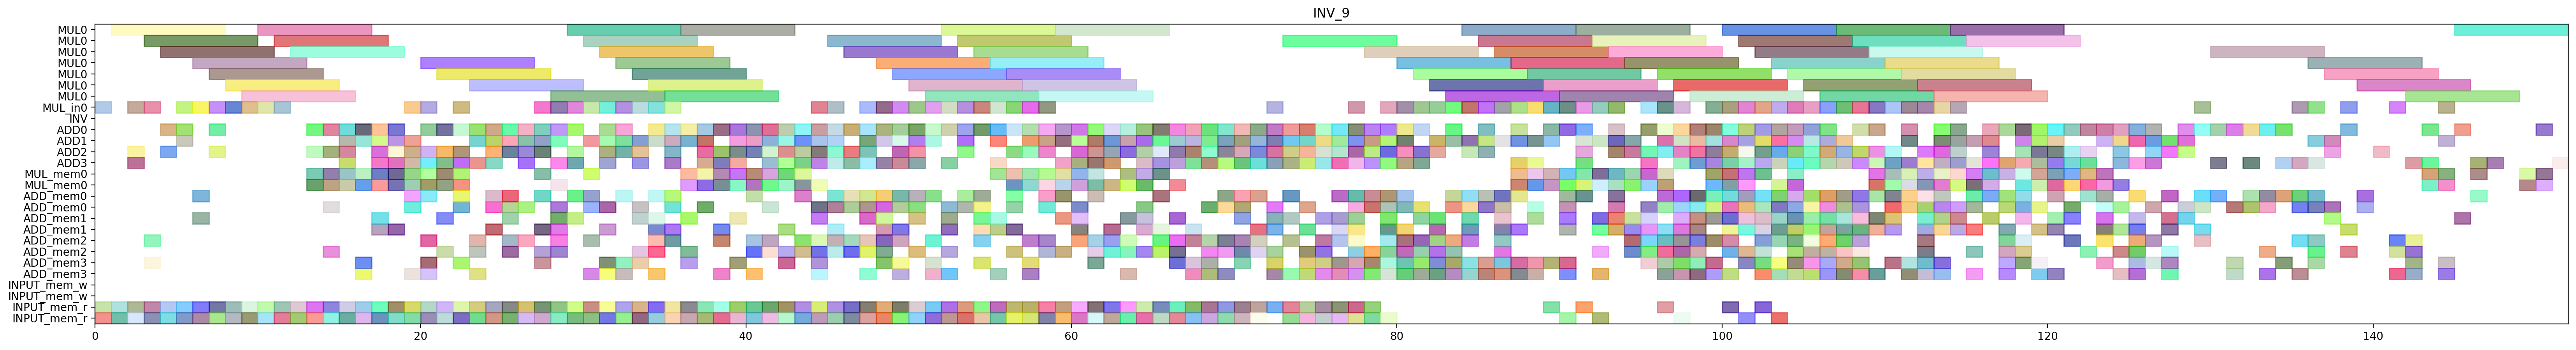 INV_9
MUL0
MUL0
MUL0
MUL0
MUL0
MUL0
MUL0
MUL_in0
INV
ADD0
ADD1
ADD2
ADD3
MUL_mem0
MUL_mem0
ADD_mem0
ADD_mem0
ADD_mem1
ADD_mem1
ADD_mem2
ADD_mem2
ADD_mem3
ADD_mem3
INPUT_mem_w
INPUT_mem_w
INPUT_mem_r
INPUT_mem_r
0 20 40 60 80 100 120 140